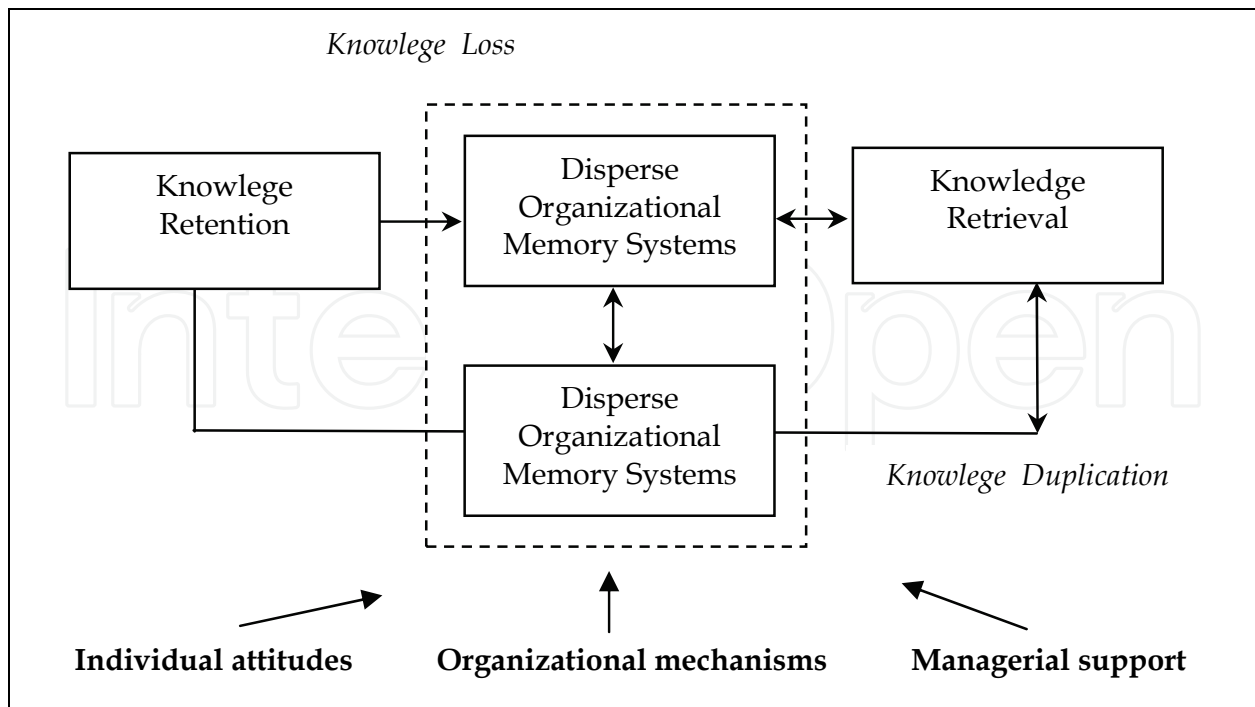 Knowlege Loss
Knowlege
Retention
Disperse
Organizational
Memory Systems
Knowledge
Retrieval
Disperse
Organizational
Memory Systems
Knowlege Duplication
Individual attitudes
Organizational mechanisms
Managerial support